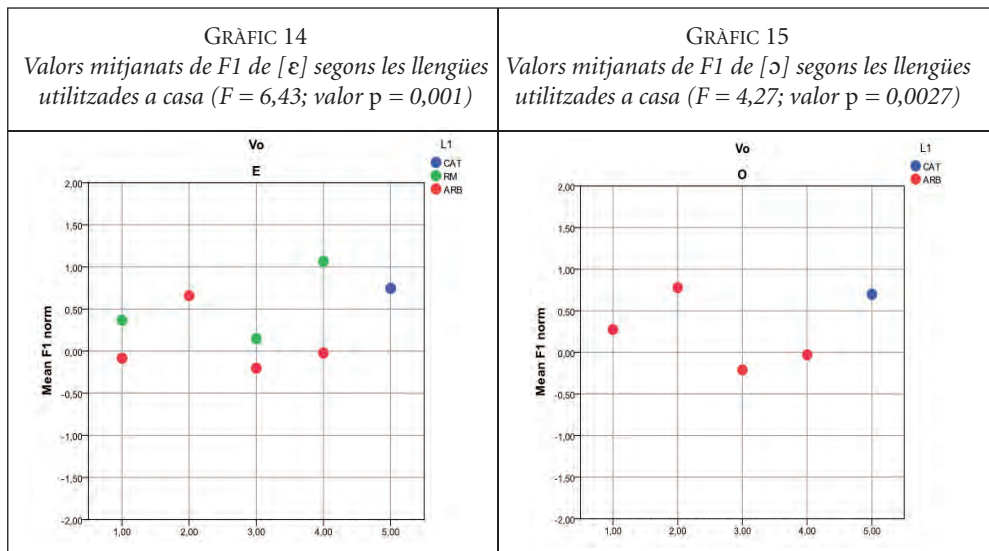 GRÀFIC 14
Valors mitjanats de F1 de [ɛ] segons les llengües
utilitzades a casa (F = 6,43; valor p = 0,001)
GRÀFIC 15
Valors mitjanats de F1 de [ɔ] segons les llengües
utilitzades a casa (F = 4,27; valor p = 0,0027)
Vo
E
L1
CAT
RM
ARB
Mean F1 norm
2,00
1,50
1,00
0,50
0,00
-0,50
-1,00
-1,50
-2,00
1,00 2,00 3,00 4,00 5,00
Vo
O
L1
CAT
ARB
Mean F1 norm
2,00
1,50
1,00
0,50
0,00
-0,50
-1,00
-1,50
-2,00
1,00 2,00 3,00 4,00 5,00